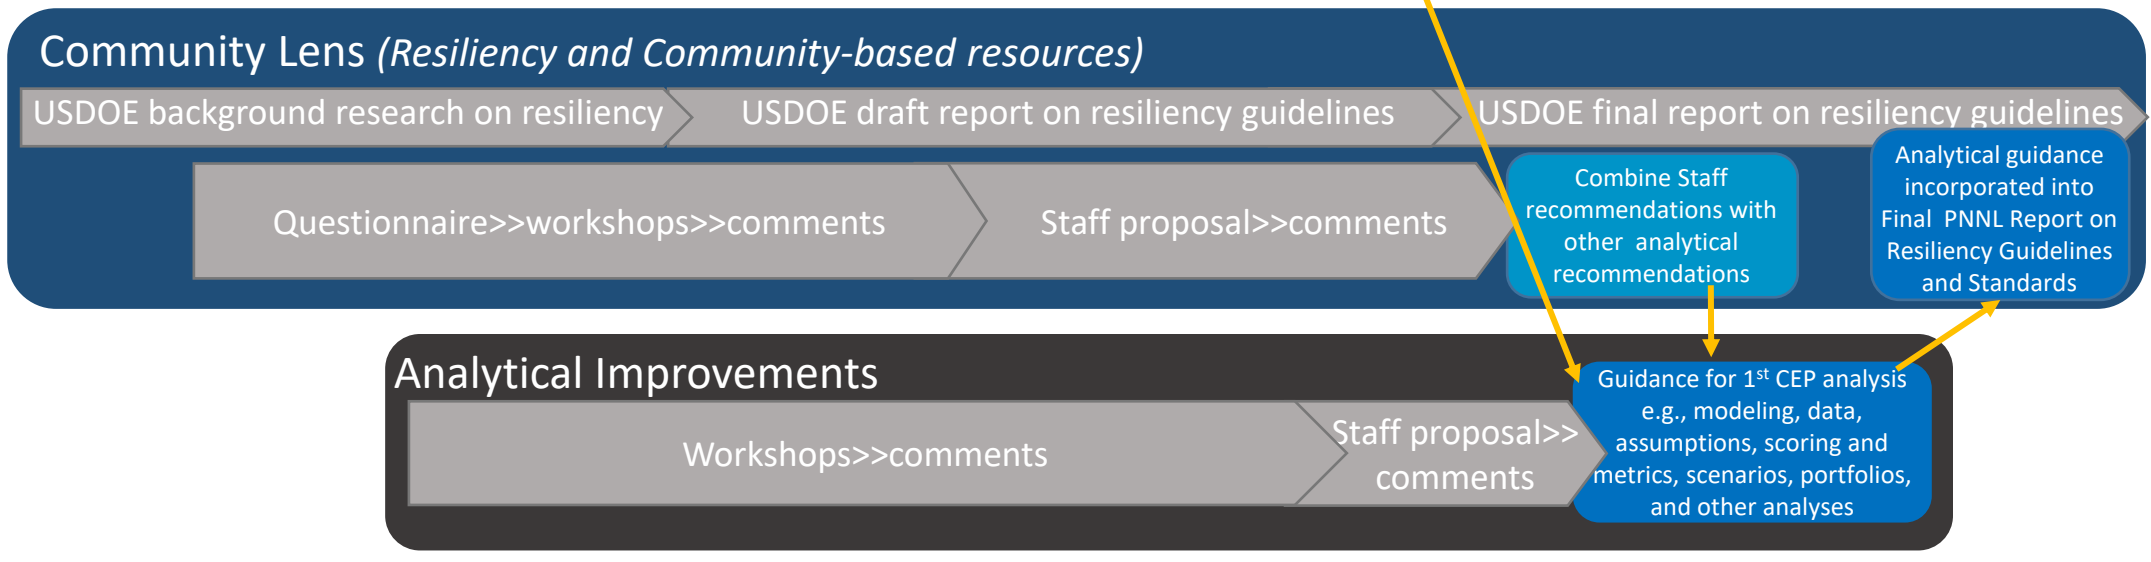 Community Lens (Resiliency and Community-based resources)
USDOE background research on resiliency
USDOE draft report on resiliency guidelines
USDOE final report on resiliency guidelines
Questionnaire>>workshops>>comments
Staff proposal>>comments
Combine Staff
recommendations with
other analytical
recommendations
Analytical guidance
incorporated into
Final PNNL Report on
Resiliency Guidelines
and Standards
Analytical Improvements
Workshops>>comments
Staff proposal>>
comments
Guidance for 1st CEP analysis
e.g., modeling, data,
assumptions, scoring and
metrics, scenarios, portfolios,
and other analyses